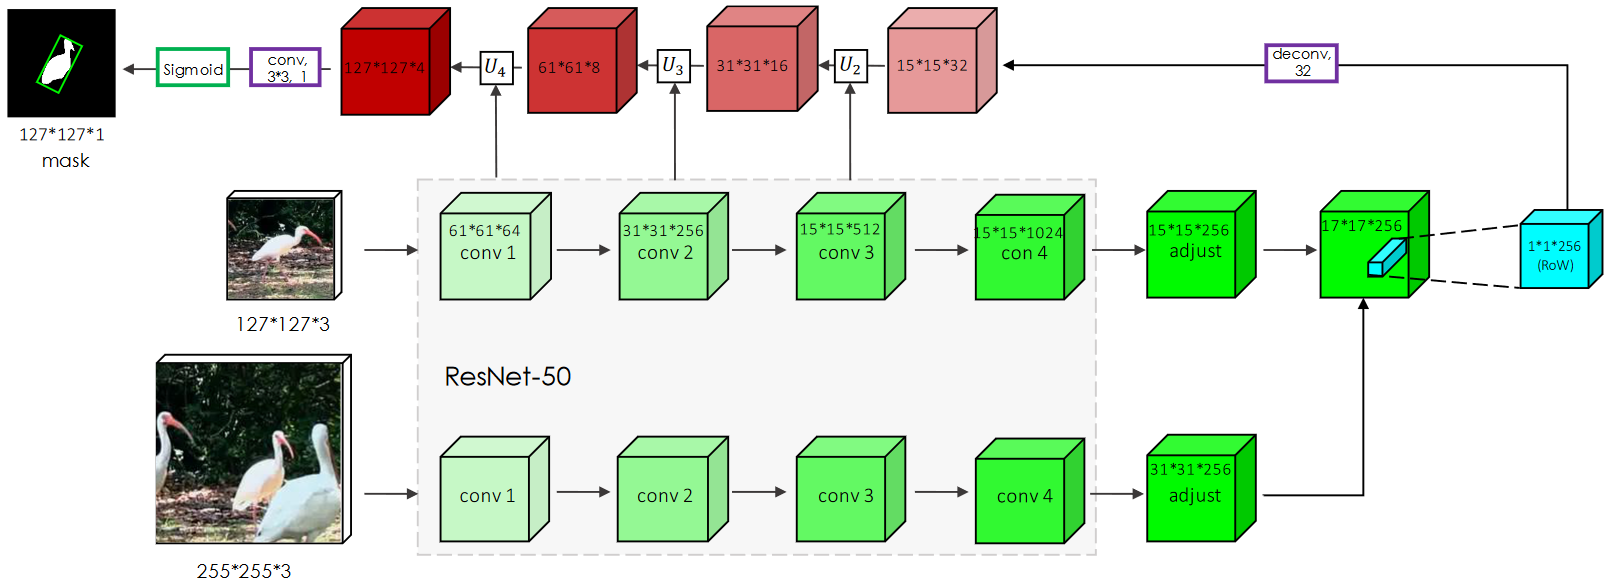 Sigmoid
conv,
3*3, 1
127*127*4
U₄
61*61*8
U₃
31*31*16
U₂
15*15*32
deconv,
32
127*127*1
mask
61*61*64
conv 1
31*31*256
conv 2
15*15*512
conv 3
15*15*1024
con 4
15*15*256
adjust
17*17*256
1*1*256
(RoW)
127*127*3
ResNet-50
conv 1
conv 2
conv 3
conv 4
31*31*256
adjust
255*255*3